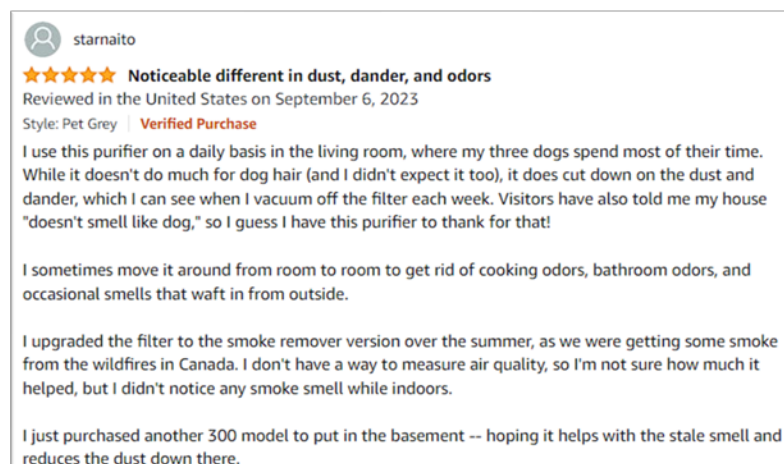 starnaito
Noticeable different in dust, dander, and odors
Reviewed in the United States on September 6, 2023
Style: Pet Grey Verified Purchase
I use this purifier on a daily basis in the living room, where my three dogs spend most of their time.
While it doesn't do much for dog hair (and I didn't expect it too), it does cut down on the dust and
dander, which I can see when I vacuum off the filter each week. Visitors have also told me my house
"doesn't smell like dog," so I guess I have this purifier to thank for that!
I sometimes move it around from room to room to get rid of cooking odors, bathroom odors, and
occasional smells that waft in from outside.
I upgraded the filter to the smoke remover version over the summer, as we were getting some smoke
from the wildfires in Canada. I don't have a way to measure air quality, so I'm not sure how much it
helped, but I didn't notice any smoke smell while indoors.
I just purchased another 300 model to put in the basement -- hoping it helps with the stale smell and
reduces the dust down there.